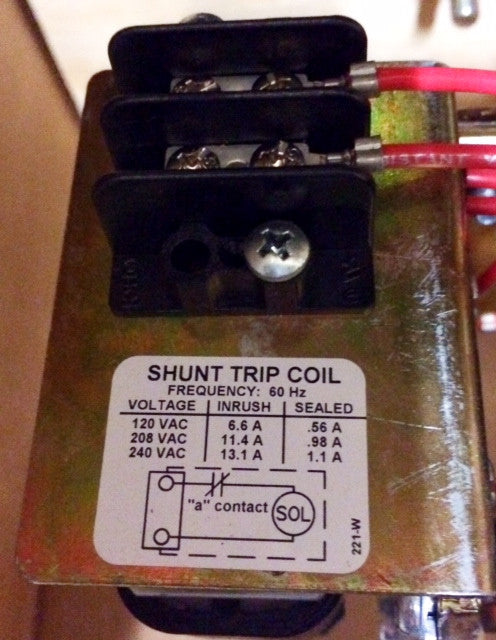 SHUNT TRIP COIL
FREQUENCY: 60 Hz
VOLTAGE INRUSH SEALED
120 VAC 6.6 A .56 A
208 VAC 11.4 A .98 A
240 VAC 13.1 A 1.1 A
"a" contact
SOL
221-W